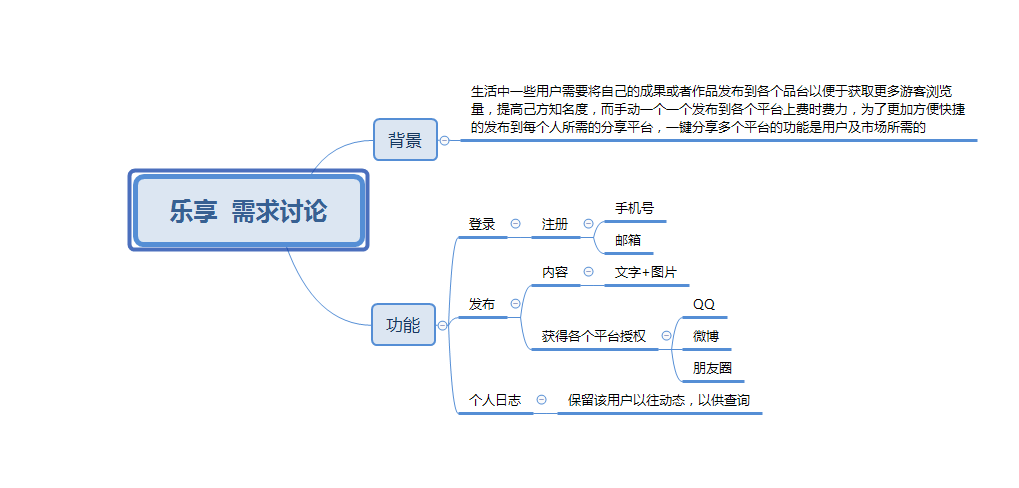 生活中一些用户需要将自己的成果或者作品发布到各个品台以便于获取更多游客浏览
量，提高己方知名度，而手动一个一个发布到各个平台上费时费力，为了更加方便快捷
的发布到每个人所需的分享平台，一键分享多个平台的功能是用户及市场所需的
背景
乐享 需求讨论
功能
登录
注册
手机号
邮箱
发布
内容
文字+图片
获得各个平台授权
QQ
微博
朋友圈
个人日志
保留该用户以往动态，以供查询